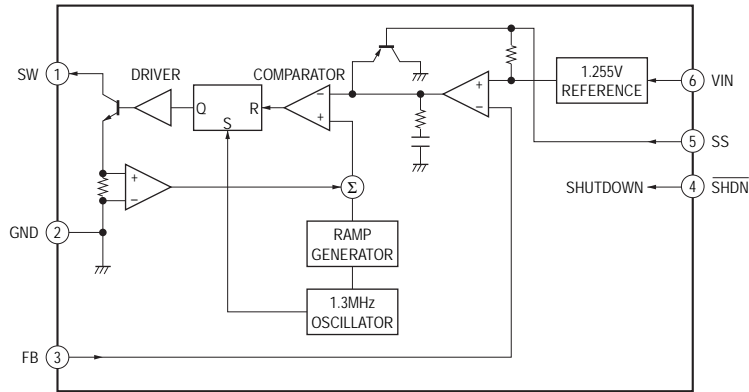 SW 1
DRIVER
COMPARATOR
1.255V
REFERENCE
6 VIN
Q
R
S
−
+
+
−
5 SS
SHUTDOWN
4 SHDN
+
−
Σ
GND 2
RAMP
GENERATOR
1.3MHz
OSCILLATOR
FB 3